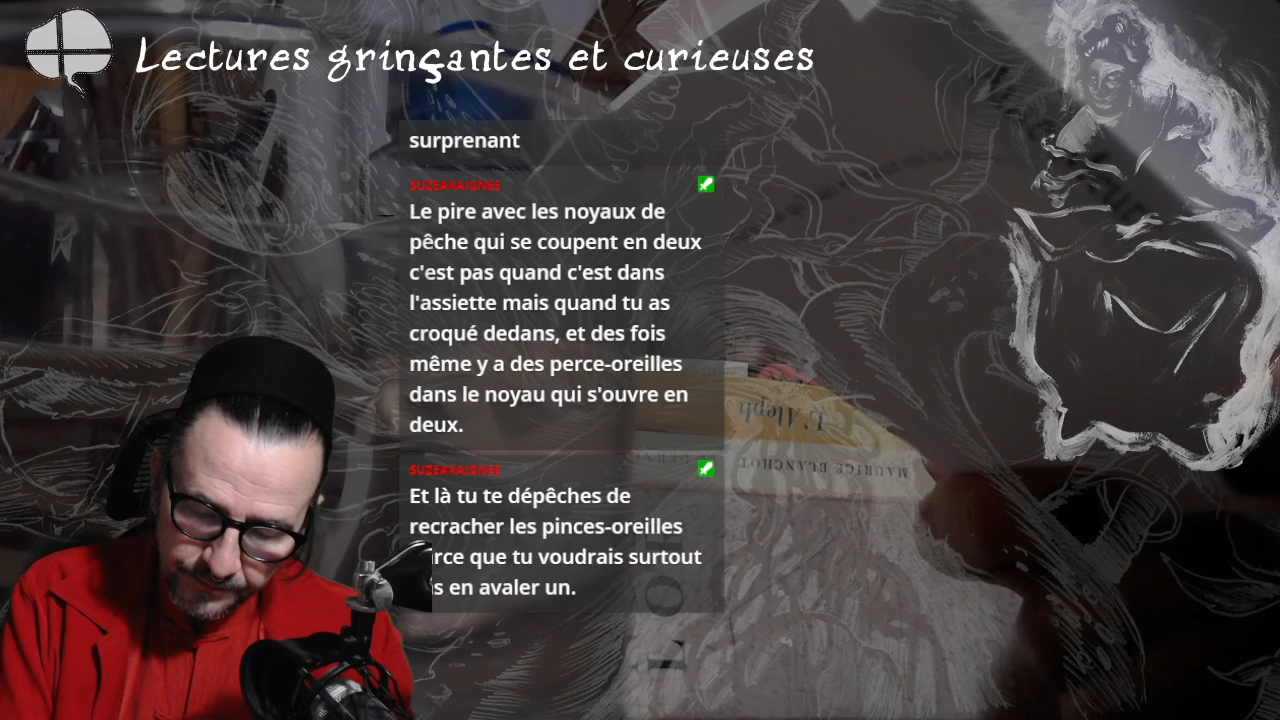 Lectures grinçantes et curieuses
surprenant
SUZEARAIGNEE
Le pire avec les noyaux de
pêche qui se coupent en deux
c'est pas quand c'est dans
l'assiette mais quand tu as
croqué dedans, et des fois
même y a des perce-oreilles
dans le noyau qui s'ouvre en
deux.
L'Aleph
MAURICE BLANCHOT
SUZEARAIGNEE
Et là tu te dépêches de
recracher les pinces-oreilles
rce que tu voudrais surtout
s en avaler un.